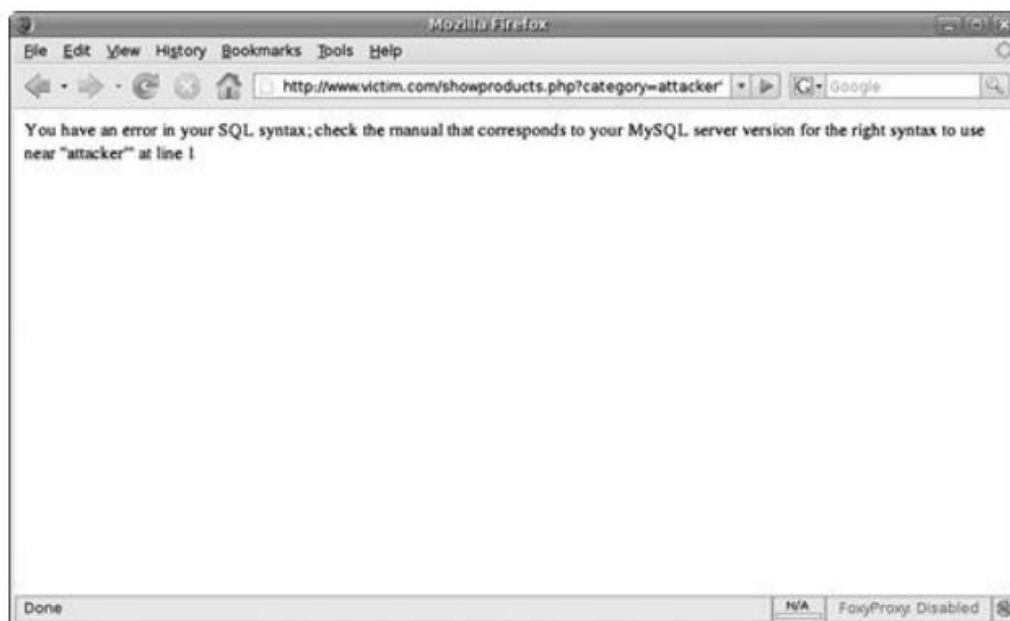 Mozilla Firefox
File Edit View History Bookmarks Tools Help
http://www.victim.com/showproducts.php?category=attacker' Google
You have an error in your SQL syntax; check the manual that corresponds to your MySQL server version for the right syntax to use
near "attacker'" at line 1
Done N/A FoxyProxy: Disabled